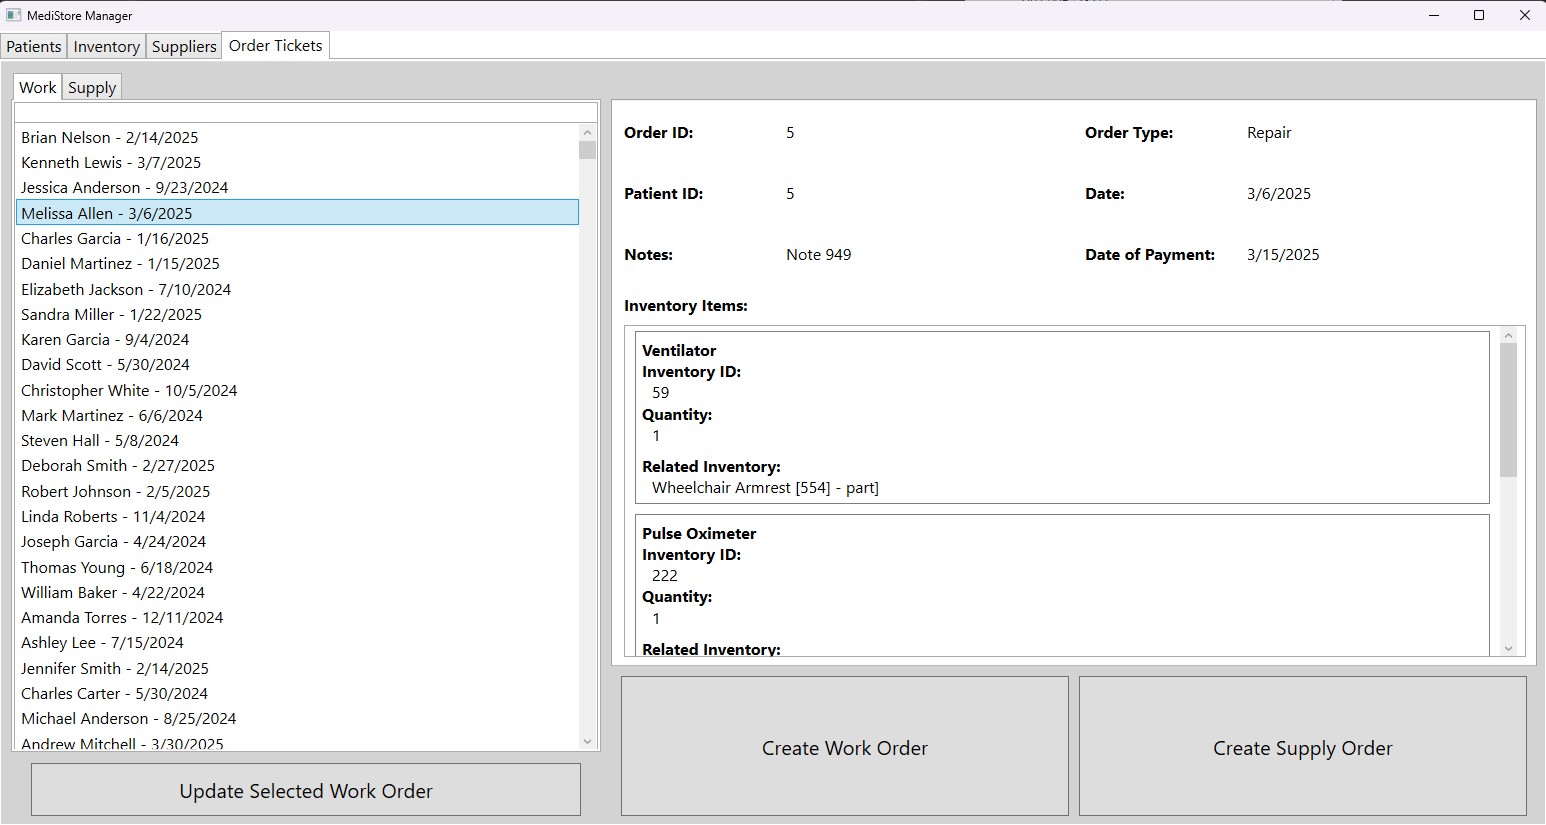 MediStore Manager
Patients Inventory Suppliers Order Tickets
Work Supply
Brian Nelson - 2/14/2025
Kenneth Lewis - 3/7/2025
Jessica Anderson - 9/23/2024
Melissa Allen - 3/6/2025
Charles Garcia - 1/16/2025
Daniel Martinez - 1/15/2025
Elizabeth Jackson - 7/10/2024
Sandra Miller - 1/22/2025
Karen Garcia - 9/4/2024
David Scott - 5/30/2024
Christopher White - 10/5/2024
Mark Martinez - 6/6/2024
Steven Hall - 5/8/2024
Deborah Smith - 2/27/2025
Robert Johnson - 2/5/2025
Linda Roberts - 11/4/2024
Joseph Garcia - 4/24/2024
Thomas Young - 6/18/2024
William Baker - 4/22/2024
Amanda Torres - 12/11/2024
Ashley Lee - 7/15/2024
Jennifer Smith - 2/14/2025
Charles Carter - 5/30/2024
Michael Anderson - 8/25/2024
Andrew Mitchell - 3/30/2025
Update Selected Work Order
Order ID: 5 Order Type: Repair
Patient ID: 5 Date: 3/6/2025
Notes: Note 949 Date of Payment: 3/15/2025
Inventory Items:
Ventilator
Inventory ID:
59
Quantity:
1
Related Inventory:
Wheelchair Armrest [554] - part]
Pulse Oximeter
Inventory ID:
222
Quantity:
1
Related Inventory:
Create Work Order Create Supply Order